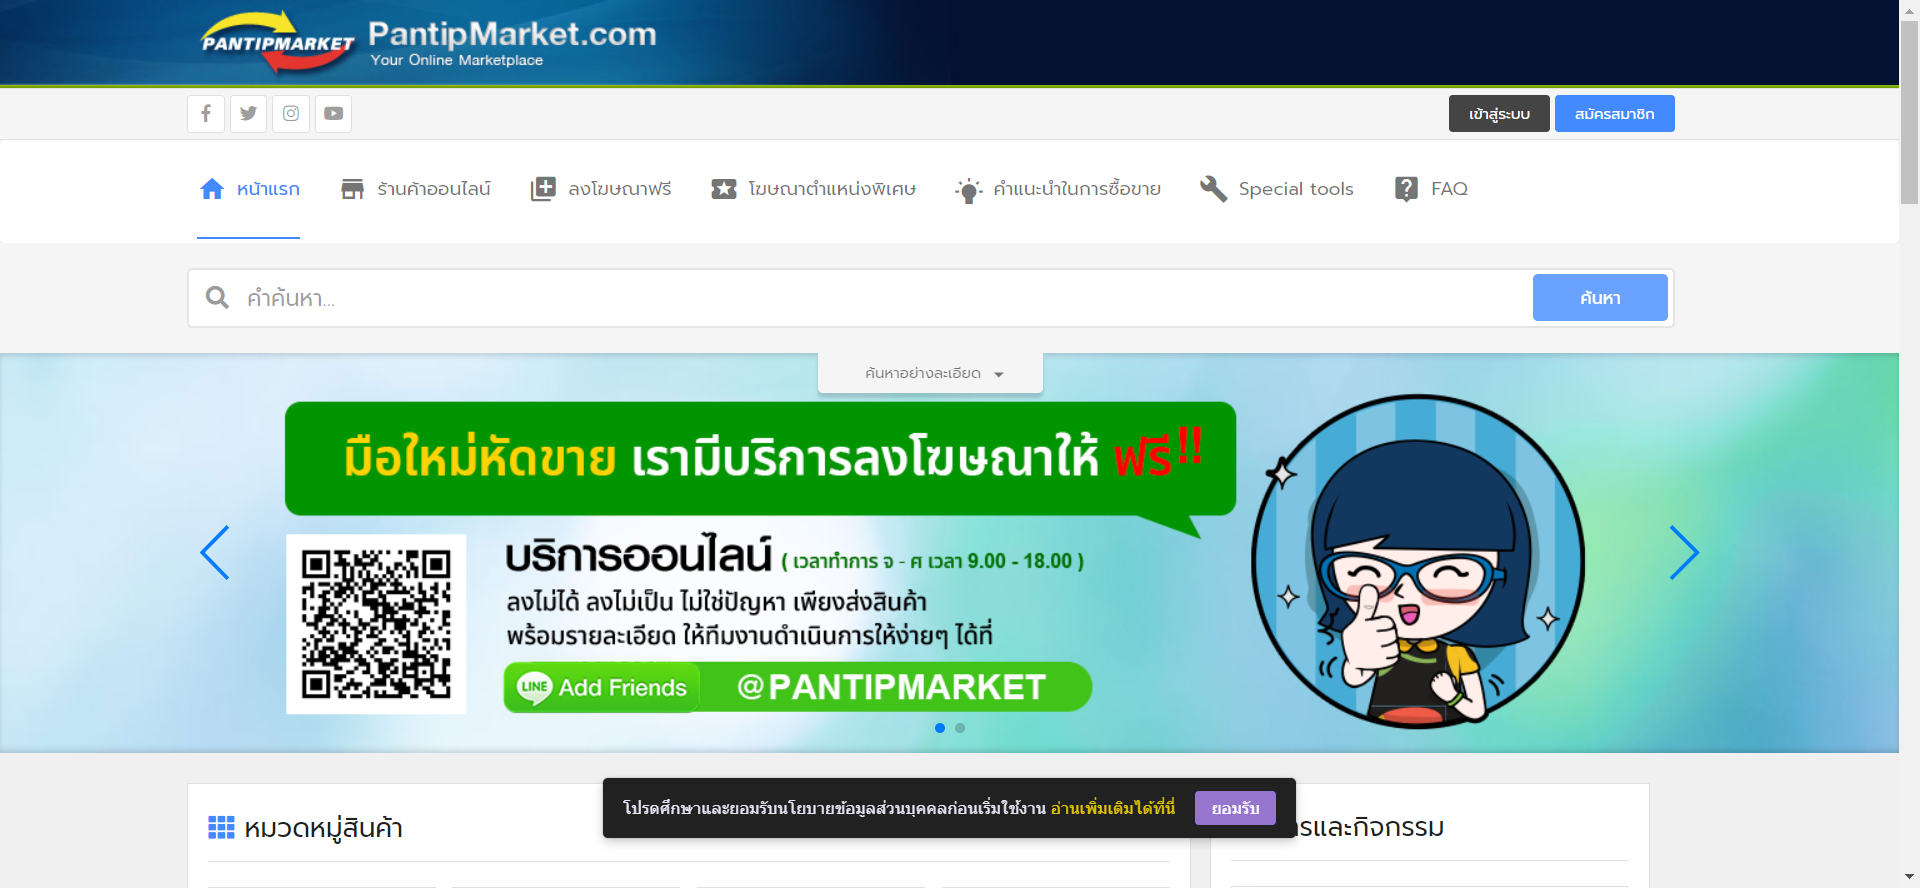 PANTIPMARKET PantipMarket.com
Your Online Marketplace
เข้าสู่ระบบ สมัครสมาชิก
หน้าแรก ร้านค้าออนไลน์ ลงโฆษณาฟรี โฆษณาตำแหน่งพิเศษ คำแนะนำในการซื้อขาย Special tools FAQ
คำค้นหา... ค้นหา
ค้นหาอย่างละเอียด
มือใหม่หัดขาย เรามีบริการลงโฆษณาให้ ฟรี!!
บริการออนไลน์ ( เวลาทำการ จ - ศ เวลา 9.00 - 18.00 )
ลงไม่ได้ ลงไม่เป็น ไม่ใช่ปัญหา เพียงส่งสินค้า
พร้อมรายละเอียด ให้ทีมงานดำเนินการให้ง่ายๆ ได้ที่
LINE Add Friends @PANTIPMARKET
โปรดศึกษาและยอมรับนโยบายข้อมูลส่วนบุคคลก่อนเริ่มใช้งาน อ่านเพิ่มเติมได้ที่นี่ ยอมรับ
หมวดหมู่สินค้า
รและกิจกรรม